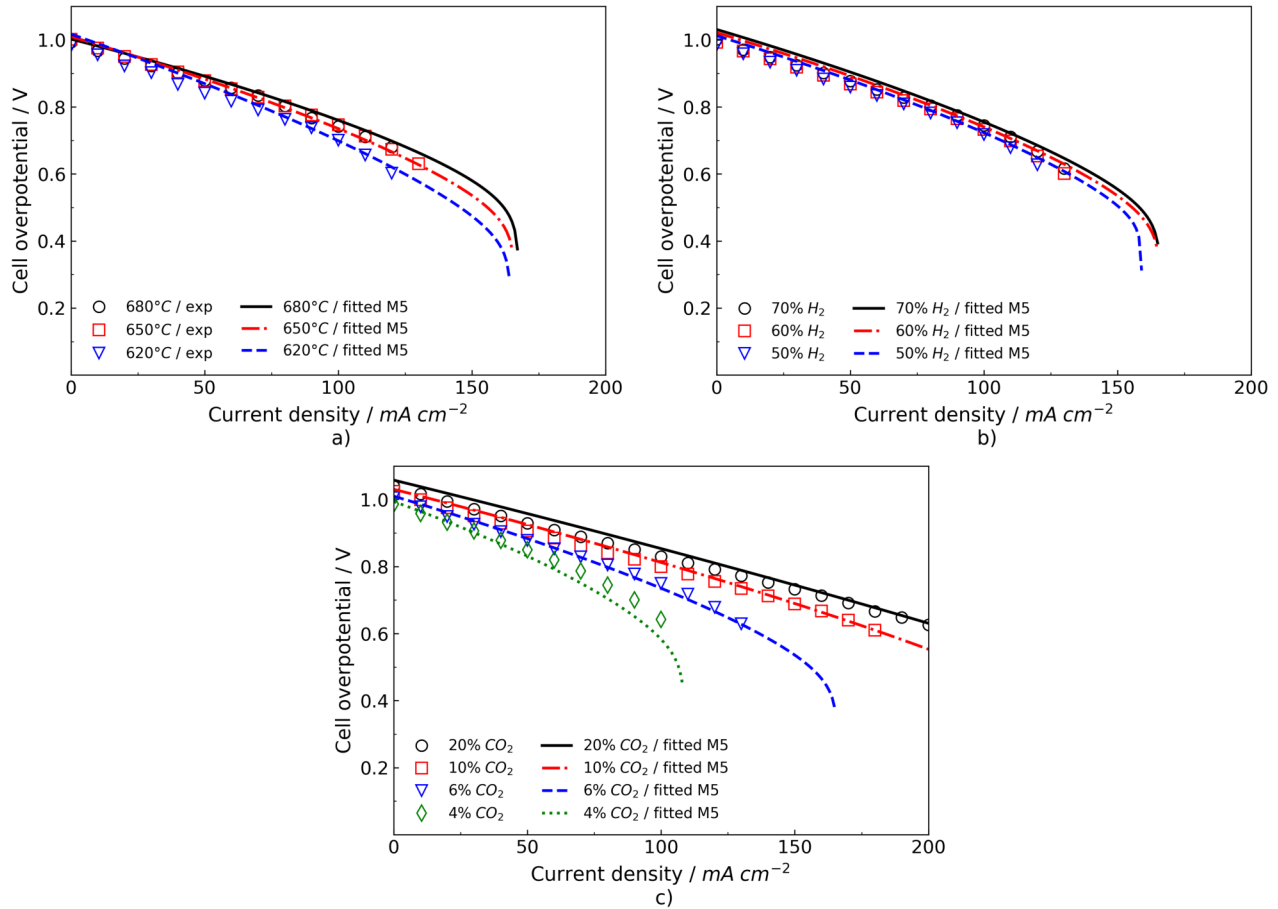 1.0
0.8
0.6
0.4
0.2
Cell overpotential / V
680°C / exp
650°C / exp
620°C / exp
680°C / fitted M5
650°C / fitted M5
620°C / fitted M5
0 50 100 150 200
Current density / mA cm⁻²
a)
1.0
0.8
0.6
0.4
0.2
Cell overpotential / V
70% H₂
60% H₂
50% H₂
70% H₂ / fitted M5
60% H₂ / fitted M5
50% H₂ / fitted M5
0 50 100 150 200
Current density / mA cm⁻²
b)
1.0
0.8
0.6
0.4
0.2
Cell overpotential / V
20% CO₂
10% CO₂
6% CO₂
4% CO₂
20% CO₂ / fitted M5
10% CO₂ / fitted M5
6% CO₂ / fitted M5
4% CO₂ / fitted M5
0 50 100 150 200
Current density / mA cm⁻²
c)